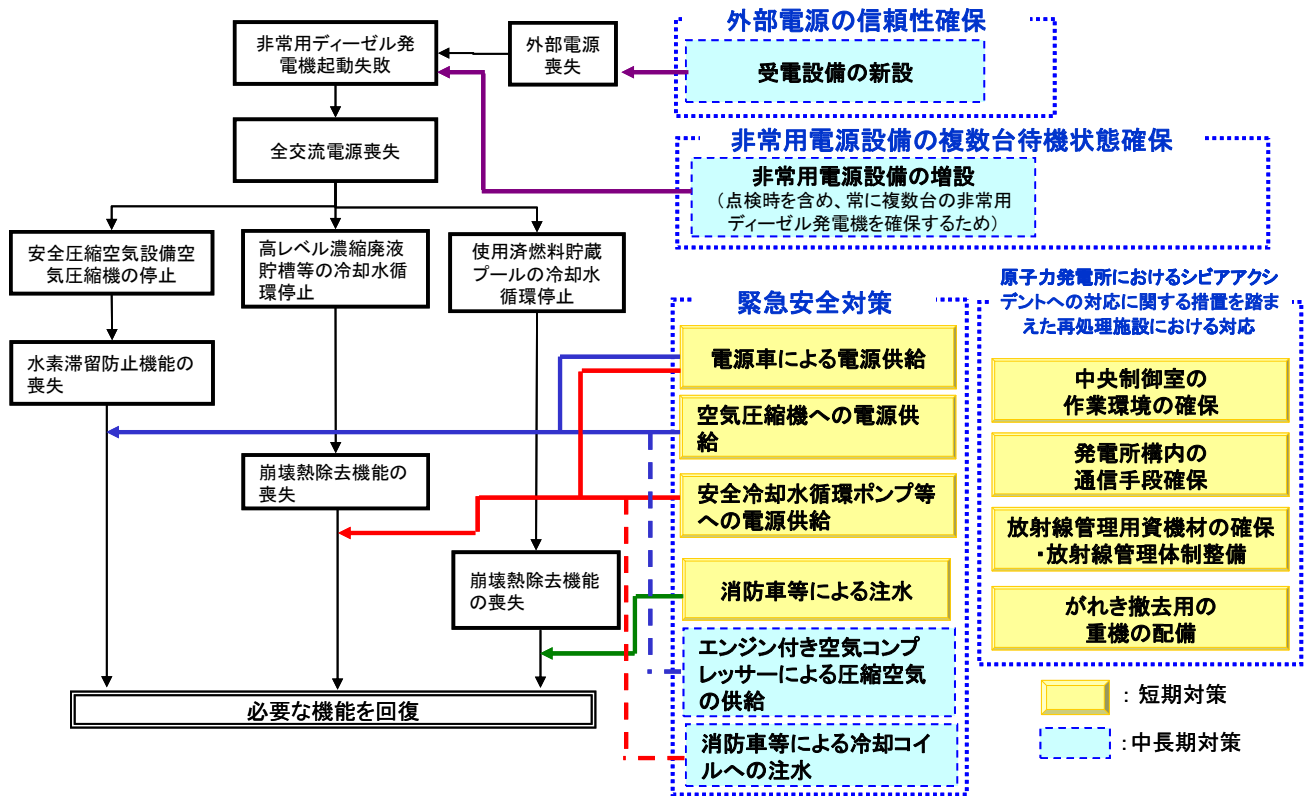 非常用ディーゼル発
電機起動失敗
外部電源
喪失
全交流電源喪失
安全圧縮空気設備空
気圧縮機の停止
高レベル濃縮廃液
貯槽等の冷却水循
環停止
使用済燃料貯蔵
プールの冷却水
循環停止
水素滞留防止機能の
喪失
崩壊熱除去機能の
喪失
崩壊熱除去機能
の喪失
必要な機能を回復
外部電源の信頼性確保
受電設備の新設
非常用電源設備の複数台待機状態確保
非常用電源設備の増設
（点検時を含め、常に複数台の非常用
ディーゼル発電機を確保するため）
緊急安全対策
電源車による電源供給
空気圧縮機への電源供
給
安全冷却水循環ポンプ等
への電源供給
消防車等による注水
エンジン付き空気コンプ
レッサーによる圧縮空気
の供給
消防車等による冷却コイ
ルへの注水
原子力発電所におけるシビアアクシ
デントへの対応に関する措置を踏ま
えた再処理施設における対応
中央制御室の
作業環境の確保
発電所構内の
通信手段確保
放射線管理用資機材の確保
・放射線管理体制整備
がれき撤去用の
重機の配備
：短期対策
：中長期対策